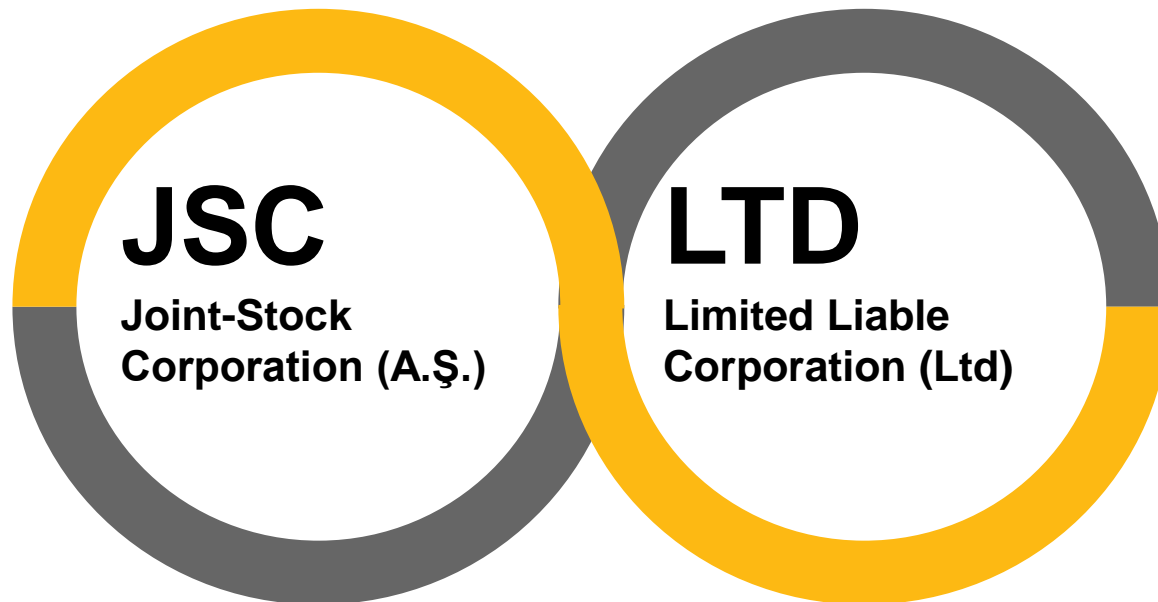 JSC
Joint-Stock
Corporation (A.Ş.)
LTD
Limited Liable
Corporation (Ltd)